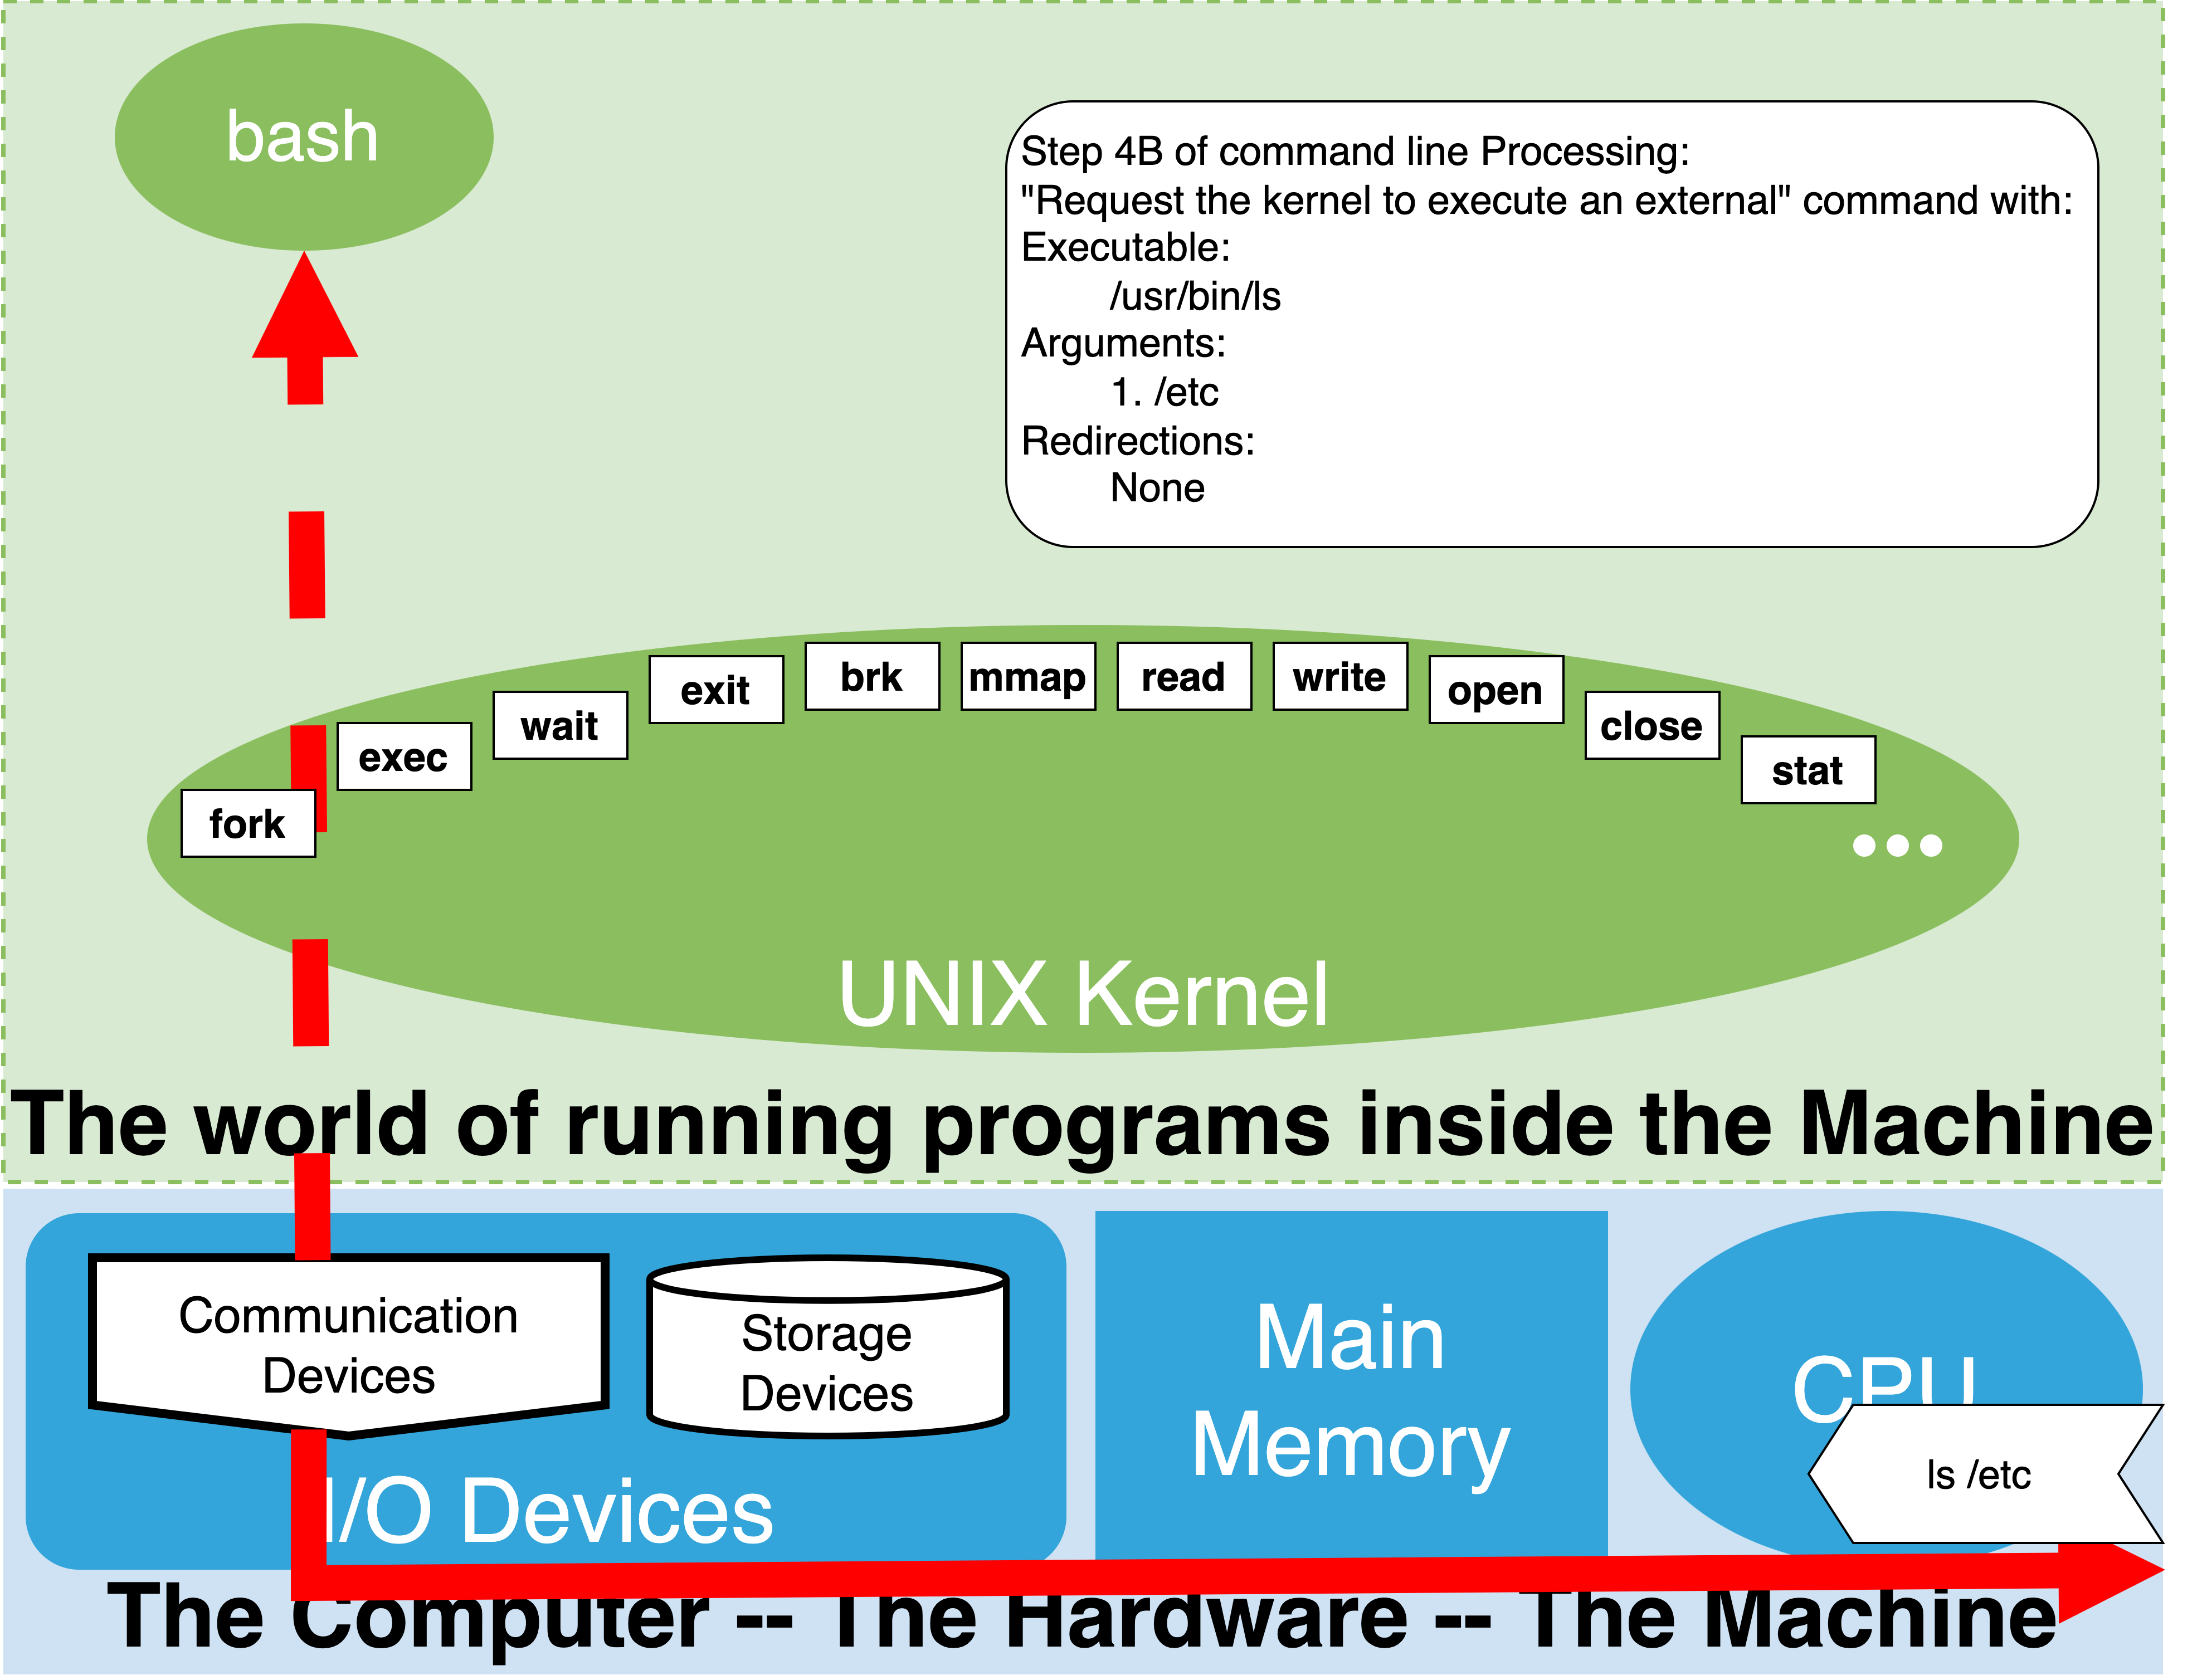 bash
Step 4B of command line Processing:
"Request the kernel to execute an external" command with:
Executable:
/usr/bin/ls
Arguments:
1. /etc
Redirections:
None
fork
exec
wait
exit
brk
mmap
read
write
open
close
stat
UNIX Kernel
The world of running programs inside the Machine
Communication
Devices
Storage
Devices
I/O Devices
Main
Memory
CPU
ls /etc
The Computer -- The Hardware -- The Machine